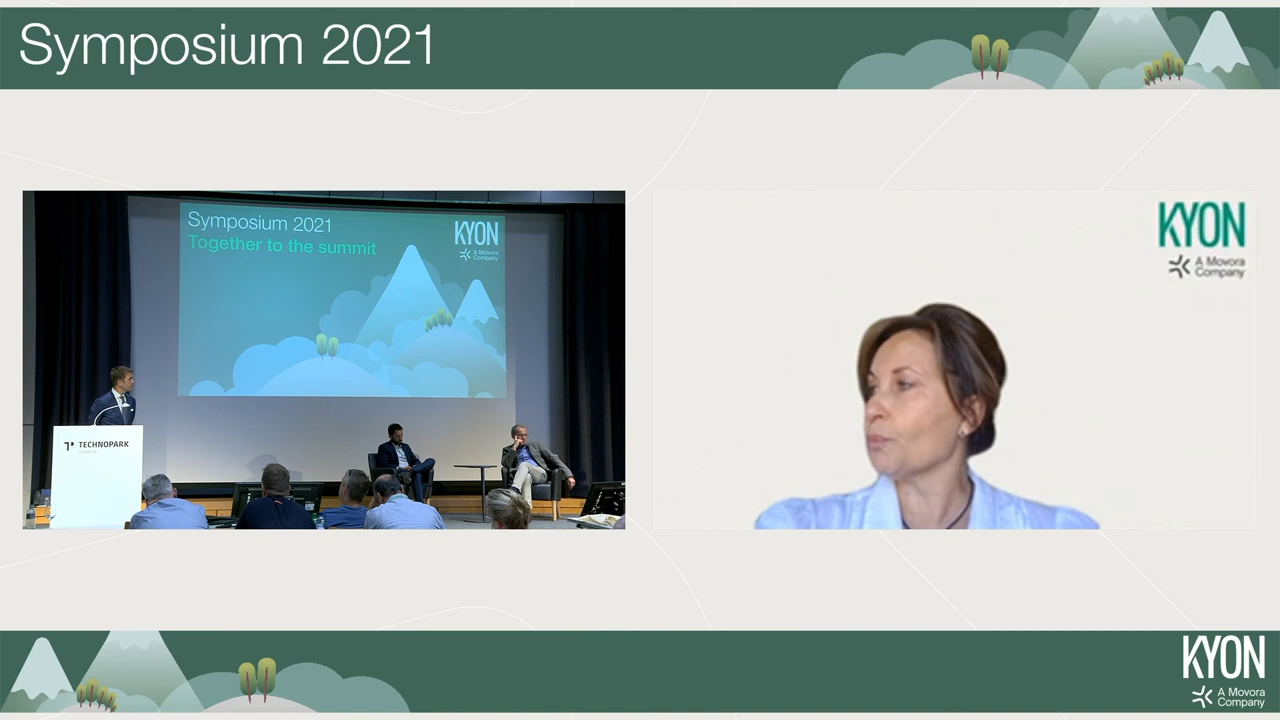 Symposium 2021
Symposium 2021
Together to the summit
KYON
A Movora
Company
TECHNOPARK
KYON
A Movora
Company
KYON
A Movora
Company